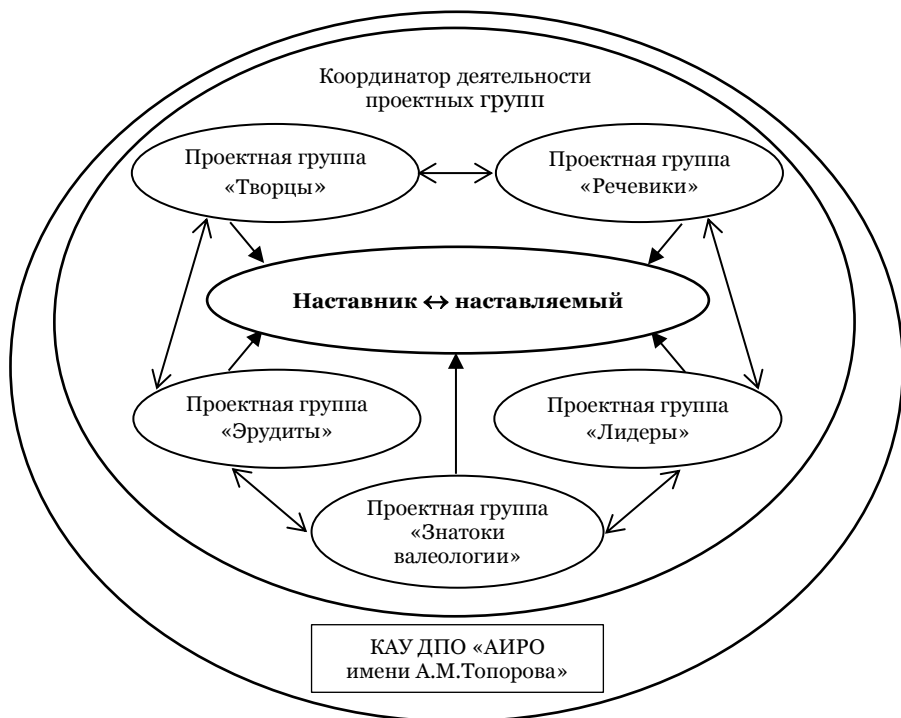 Координатор деятельности
проектных групп
Проектная группа
«Творцы»
Проектная группа
«Речевики»
Наставник ↔ наставляемый
Проектная группа
«Эрудиты»
Проектная группа
«Лидеры»
Проектная группа
«Знатоки
валеологии»
КАУ ДПО «АИРО
имени А.М.Топорова»